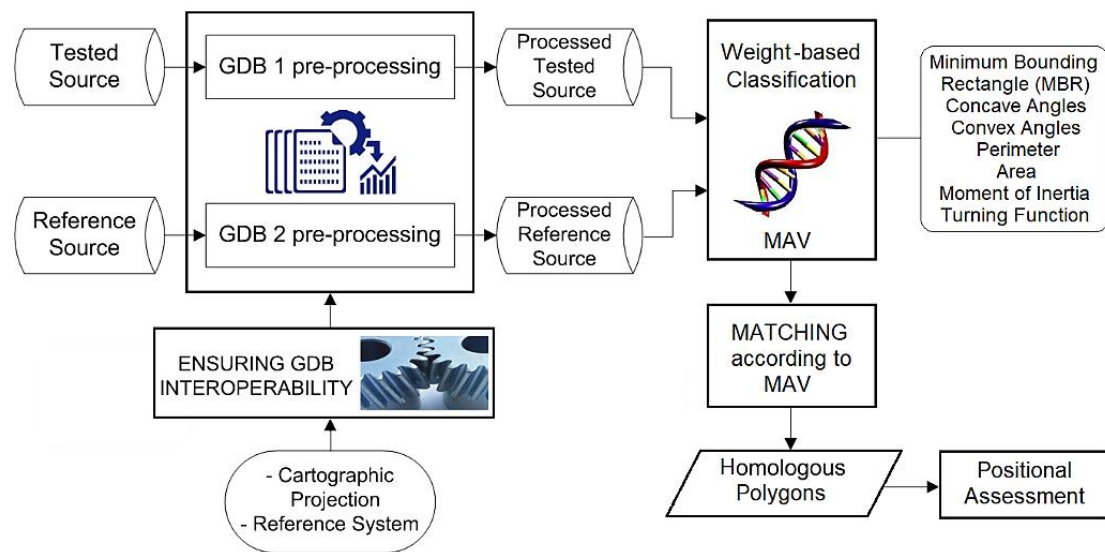 Tested
Source
GDB 1 pre-processing
Processed
Tested
Source
Reference
Source
GDB 2 pre-processing
Processed
Reference
Source
ENSURING GDB
INTEROPERABILITY
- Cartographic
Projection
- Reference System
Weight-based
Classification
MAV
Minimum Bounding
Rectangle (MBR)
Concave Angles
Convex Angles
Perimeter
Area
Moment of Inertia
Turning Function
MATCHING
according to
MAV
Homologous
Polygons
Positional
Assessment